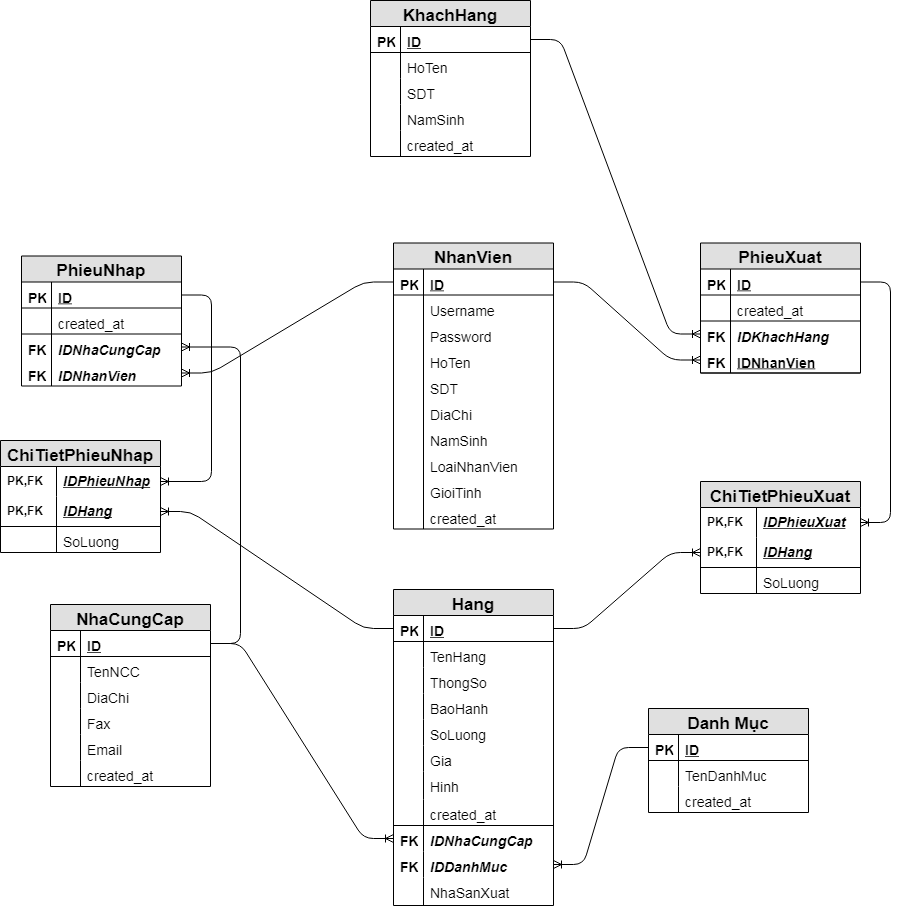 KhachHang
PK ID
HoTen
SDT
NamSinh
created_at
PhieuNhap
PK ID
created_at
FK IDNhaCungCap
FK IDNhanVien
NhanVien
PK ID
Username
Password
HoTen
SDT
DiaChi
NamSinh
LoaiNhanVien
GioiTinh
created_at
PhieuXuat
PK ID
created_at
FK IDKhachHang
FK IDNhanVien
ChiTietPhieuNhap
PK,FK IDPhieuNhap
PK,FK IDHang
SoLuong
ChiTietPhieuXuat
PK,FK IDPhieuXuat
PK,FK IDHang
SoLuong
NhaCungCap
PK ID
TenNCC
DiaChi
Fax
Email
created_at
Hang
PK ID
TenHang
ThongSo
BaoHanh
SoLuong
Gia
Hinh
created_at
FK IDNhaCungCap
FK IDDanhMuc
NhaSanXuat
Danh Mục
PK ID
TenDanhMuc
created_at